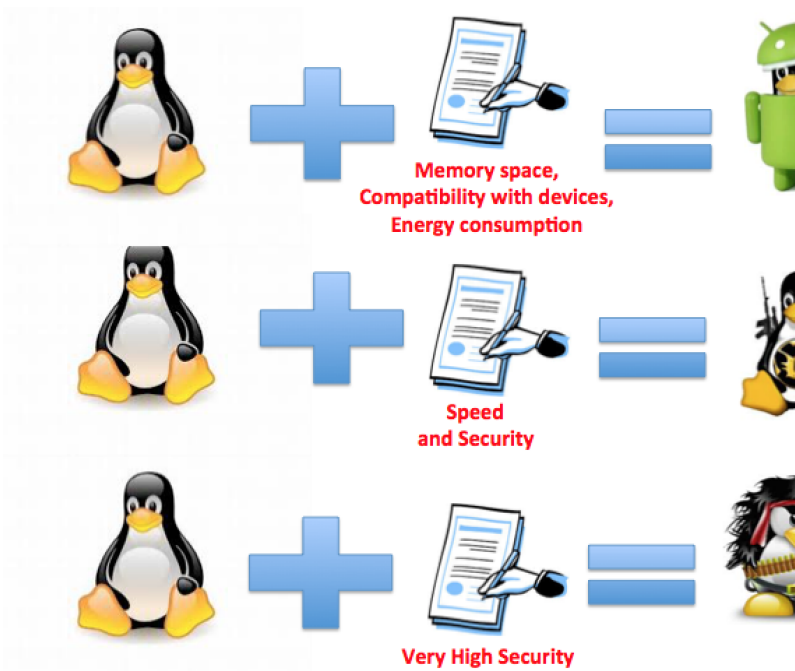 Memory space,
Compatibility with devices,
Energy consumption
Speed
and Security
Very High Security